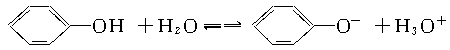 —OH + H₂O ⇌ —O⁻ + H₃O⁺